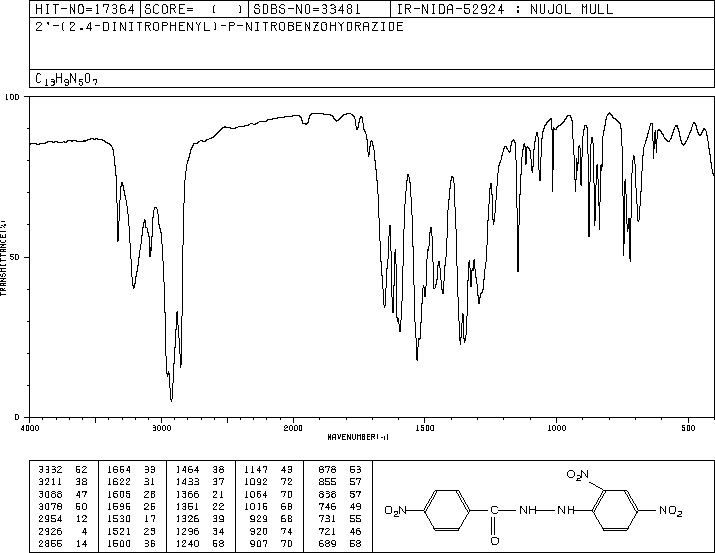 HIT-NO=17364 SCORE= ( ) SDBS-NO=33481 IR-NIDA-52924 : NUJOL MULL
2'-(2,4-DINITROPHENYL)-P-NITROBENZOHYDRAZIDE
C13H9N5O7
100
50
0
TRANSMITTANCE(%)
4000 3000 2000 1500 1000 500
WAVENUMBER(-1)
3332 52 1654 33 1464 38 1147 43 878 53
3211 38 1622 31 1433 37 1092 72 855 57
3088 47 1605 28 1366 21 1064 70 838 57
3078 50 1596 26 1351 22 1016 68 746 49
2954 12 1530 17 1326 39 929 68 731 55
2926 4 1521 23 1296 34 920 74 721 46
2855 14 1500 36 1240 58 907 70 689 58
O2N
C
O
NH
NH
O2N
NO2